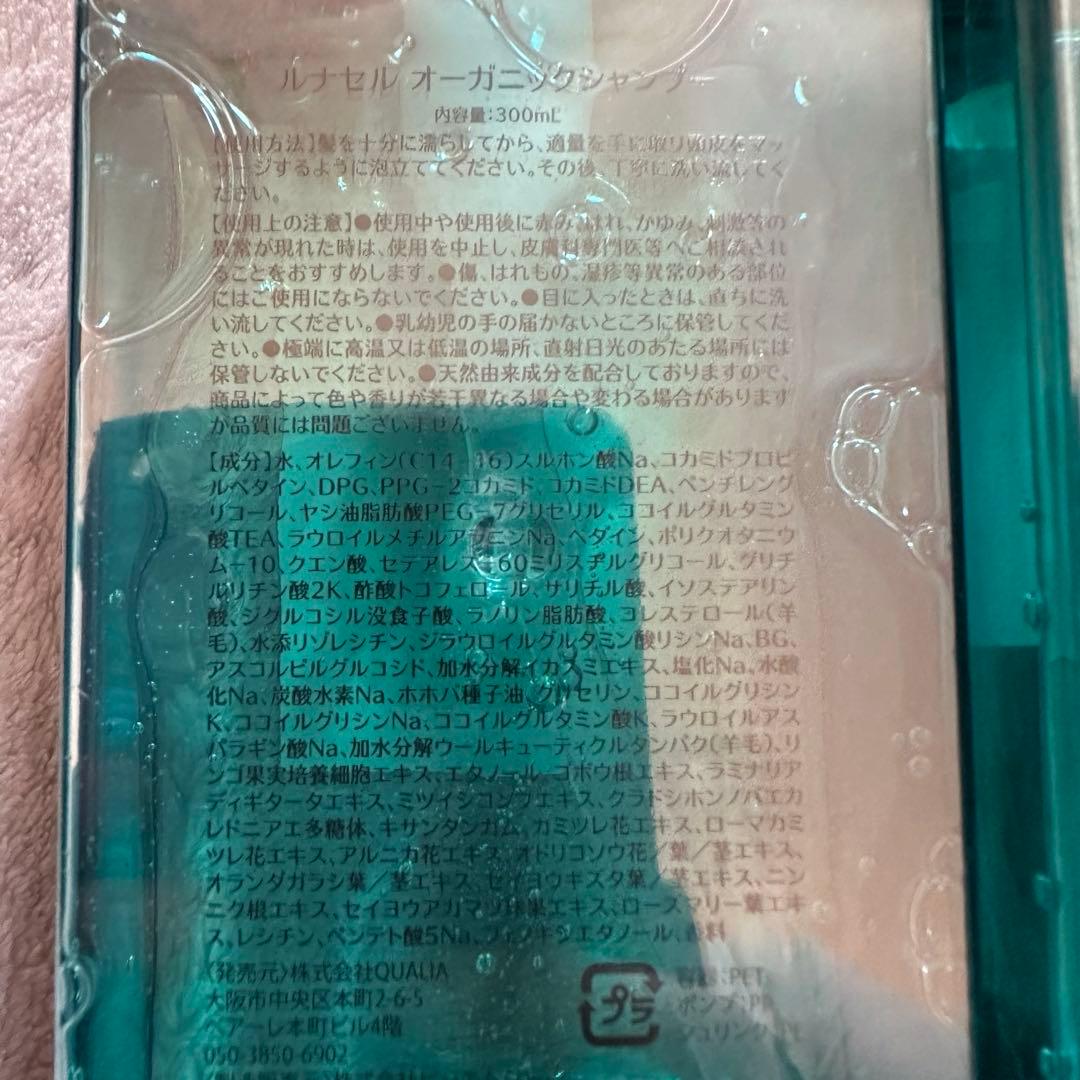 ルナセル オーガニックシャンプー
内容量:300mL
【使用方法】髪を十分に濡らしてから、適量を手に取り頭皮をマッ
サージするように泡立ててください。その後、丁寧に洗い流してく
ださい。
【使用上の注意】●使用中や使用後に赤み、はれ、かゆみ、刺激等の
異常が現れた時は、使用を中止し、皮膚科専門医等へご相談され
ることをおすすめします。●傷、はれもの、湿疹等異常のある部位
にはご使用にならないでください。●目に入ったときは、直ちに洗
い流してください。●乳幼児の手の届かないところに保管してくだ
さい。●極端に高温又は低温の場所、直射日光のあたる場所には
保管しないでください。●天然由来成分を配合しておりますので、
商品によって色や香りが若干異なる場合や変わる場合があります
が品質には問題ございません。
【成分】水、オレフィン(C14-16)スルホン酸Na、コカミドプロピ
ルベタイン、DPG、PPG-2コカミド、コカミドDEA、ペンチレング
リコール、ヤシ油脂肪酸PEG-7グリセリル、ココイルグルタミン
酸TEA、ラウロイルメチルアラニンNa、ベタイン、ポリクオタニウ
ム-10、クエン酸、セテアレス-60ミリスチルグリコール、グリチ
ルリチン酸2K、酢酸トコフェロール、サリチル酸、イソステアリン
酸、ジグルコシル没食子酸、ラノリン脂肪酸、コレステロール(羊
毛)、水添リゾレシチン、ジラウロイルグルタミン酸リシンNa、BG、
アスコルビルグルコシド、加水分解イカスミエキス、塩化Na、水酸
化Na、炭酸水素Na、ホホバ種子油、グリセリン、ココイルグリシン
K、ココイルグリシンNa、ココイルグルタミン酸K、ラウロイルアス
パラギン酸Na、加水分解ウールキューティクルタンパク(羊毛)、リ
ンゴ果実培養細胞エキス、エタノール、ゴボウ根エキス、ラミナリア
ディギタータエキス、ミツイシコンブエキス、クラドシホンノバエカ
レドニアエ多糖体、キサンタンガム、カミツレ花エキス、ローマカミ
ツレ花エキス、アルニカ花エキス、オドリコソウ花/葉/茎エキス、
オランダガラシ葉/茎エキス、セイヨウキズタ葉/茎エキス、ニン
ニク根エキス、セイヨウアカマツ球果エキス、ローズマリー葉エキ
ス、レシチン、ペンテト酸5Na、フェノキシエタノール、香料
〈発売元〉株式会社QUALIA
大阪市中央区本町2-6-5
ベアーレ本町ビル4階
050-3850-6902
プラ
容器:PET
ポンプ:PP